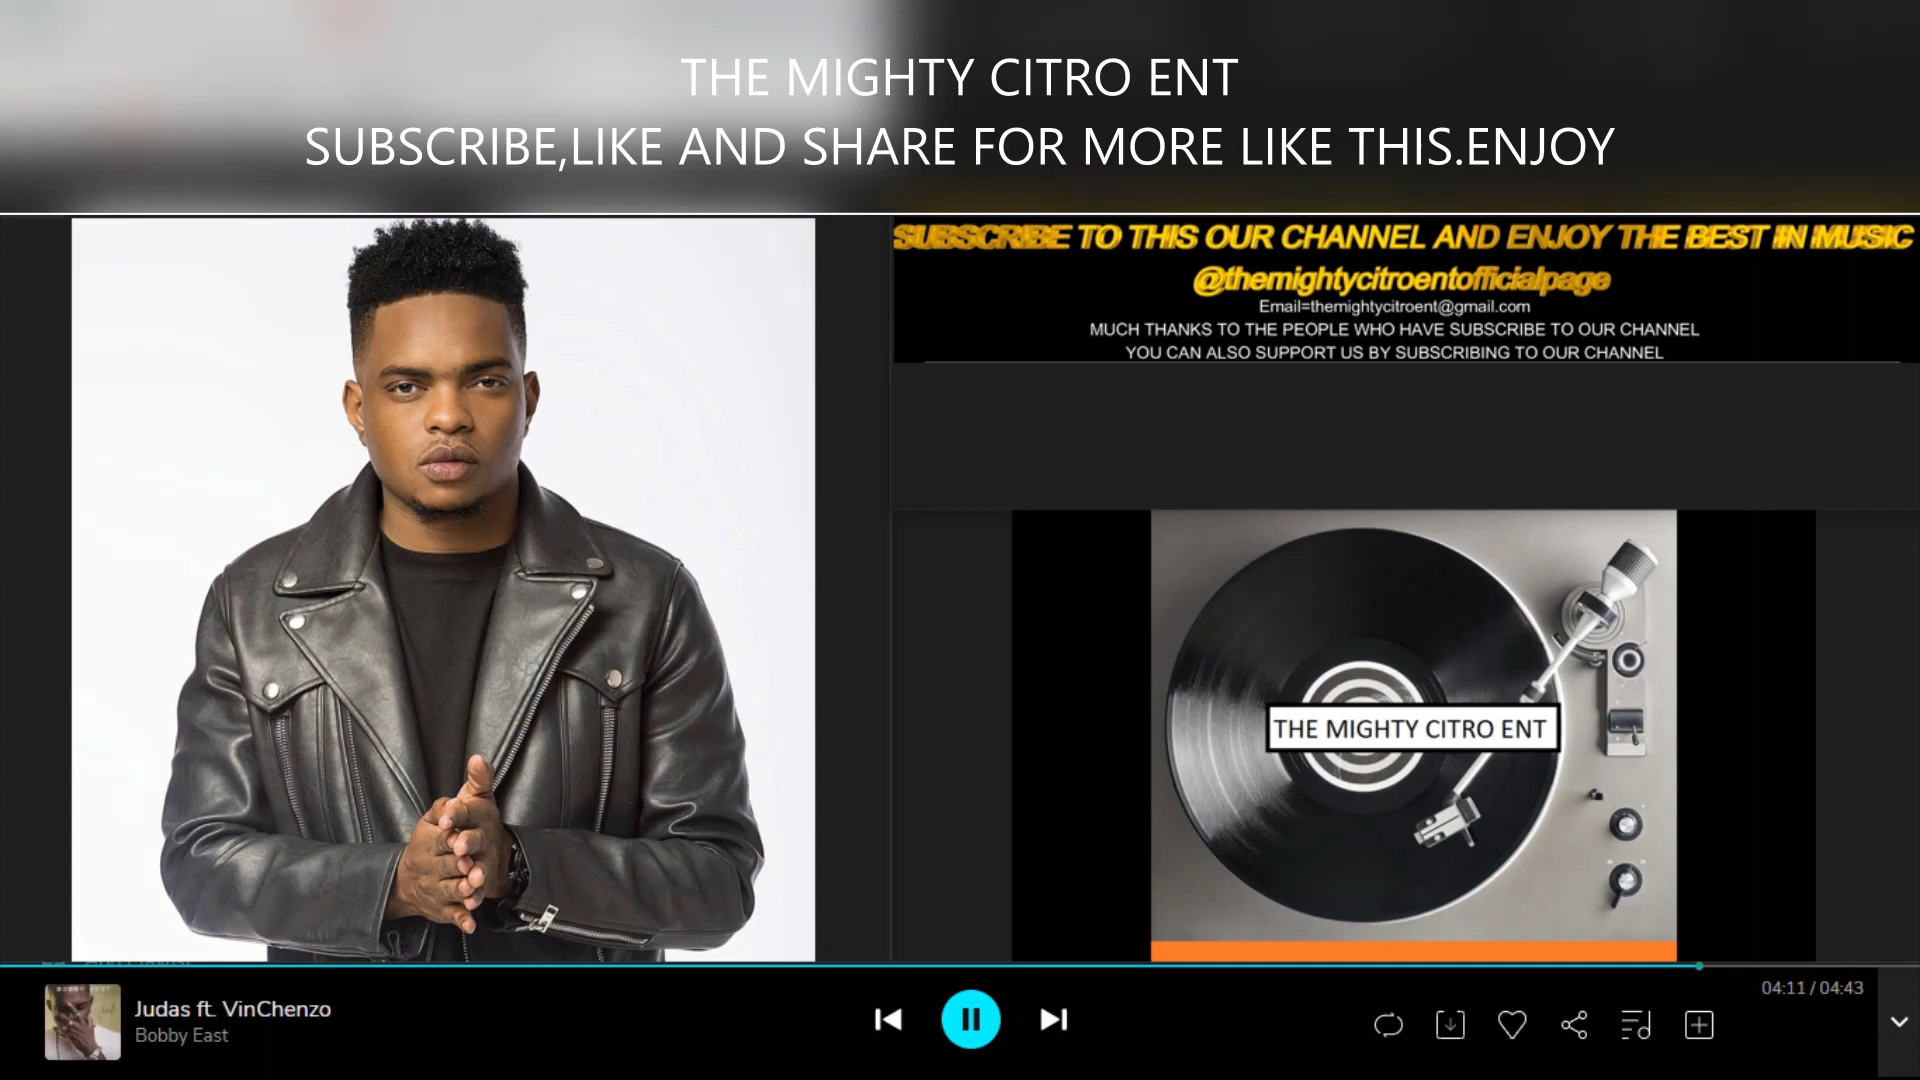 THE MIGHTY CITRO ENT
SUBSCRIBE,LIKE AND SHARE FOR MORE LIKE THIS.ENJOY
SUBSCRIBE TO THIS OUR CHANNEL AND ENJOY THE BEST IN MUSIC
@themightycitroentofficialpage
Email=themightycitroent@gmail.com
MUCH THANKS TO THE PEOPLE WHO HAVE SUBSCRIBE TO OUR CHANNEL
YOU CAN ALSO SUPPORT US BY SUBSCRIBING TO OUR CHANNEL
THE MIGHTY CITRO ENT
04:11 / 04:43
Judas ft. VinChenzo
Bobby East